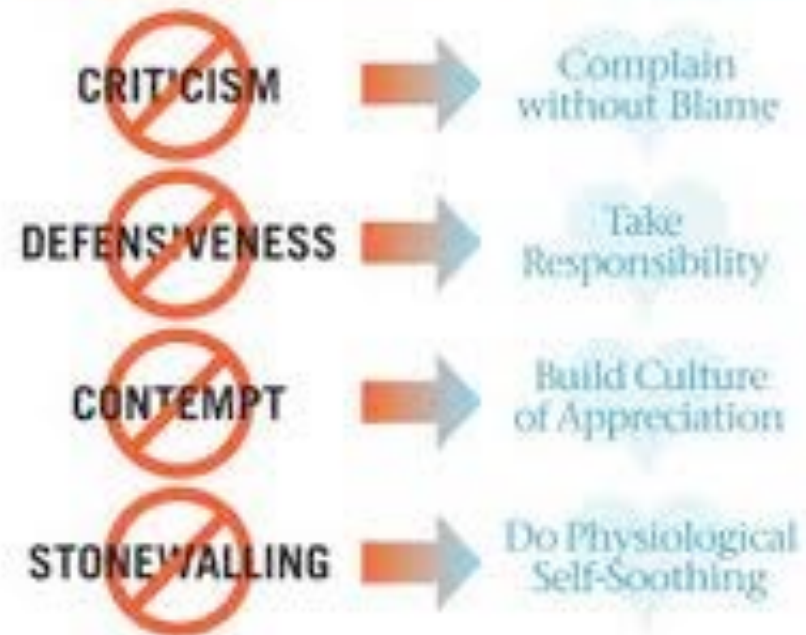 CRITICISM
Complain
without Blame
DEFENSIVENESS
Take
Responsibility
CONTEMPT
Build Culture
of Appreciation
STONEWALLING
Do Physiological
Self-Soothing